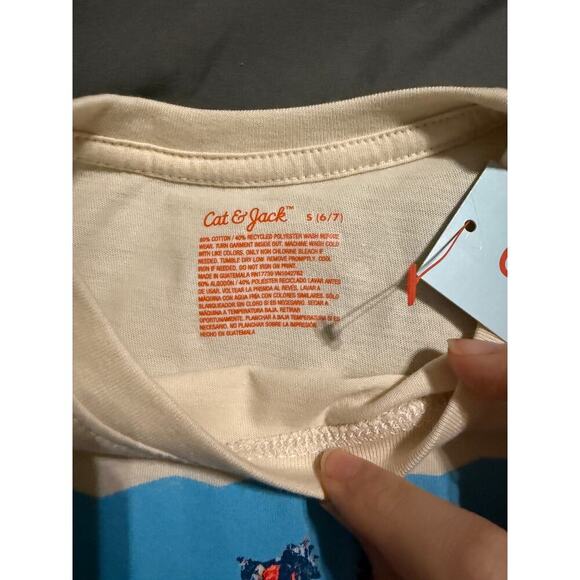 Cat & Jack™ S (6/7)
60% COTTON / 40% RECYCLED POLYESTER WASH BEFORE
WEAR. TURN GARMENT INSIDE OUT. MACHINE WASH COLD
WITH LIKE COLORS. ONLY NON CHLORINE BLEACH IF
NEEDED. TUMBLE DRY LOW. REMOVE PROMPTLY. COOL
IRON IF NEEDED. DO NOT IRON ON PRINT.
MADE IN GUATEMALA RN17730 VN1042762
60% ALGODÓN / 40% POLIÉSTER RECICLADO LAVAR ANTES
DE USAR. VOLTEAR LA PRENDA AL REVÉS. LAVAR A
MÁQUINA CON AGUA FRÍA CON COLORES SIMILARES. SÓLO
BLANQUEADOR SIN CLORO SI ES NECESARIO. SECAR A
MÁQUINA A TEMPERATURA BAJA. RETIRAR
OPORTUNAMENTE. PLANCHAR A BAJA TEMPERATURA SI ES
NECESARIO. NO PLANCHAR SOBRE LA IMPRESIÓN.
HECHO EN GUATEMALA